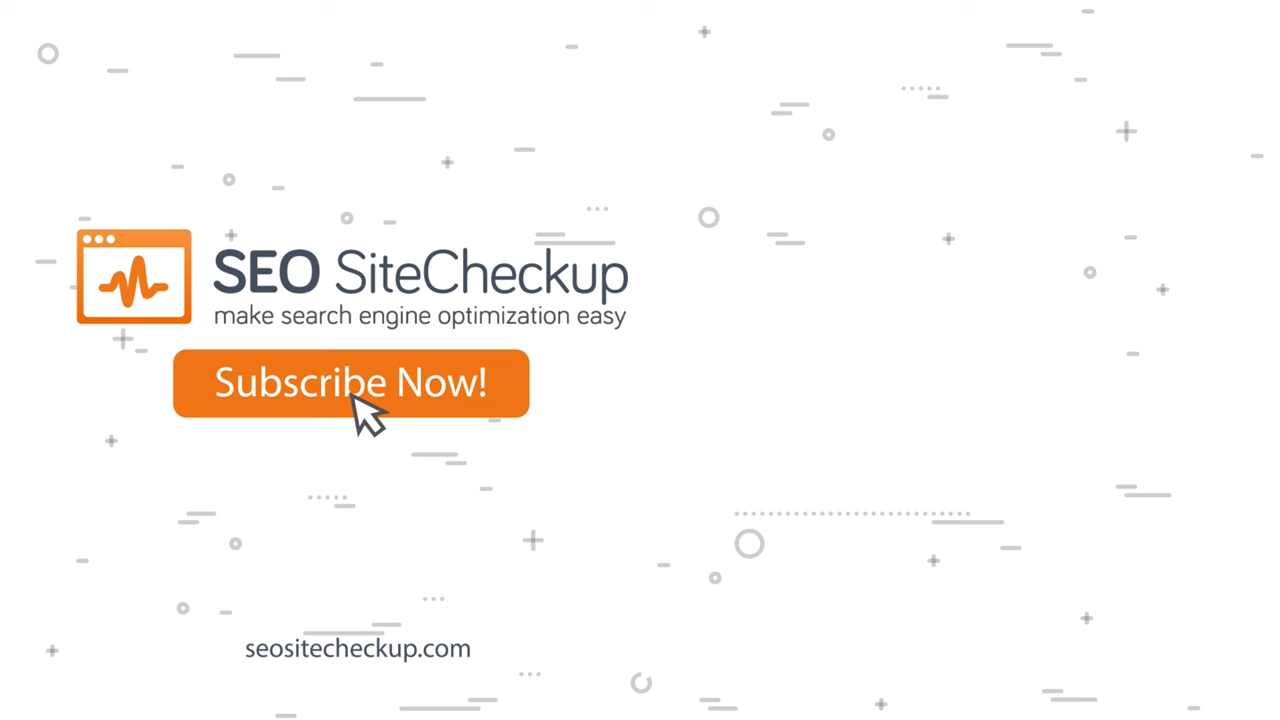 SEO SiteCheckup
make search engine optimization easy
Subscribe Now!
seositecheckup.com